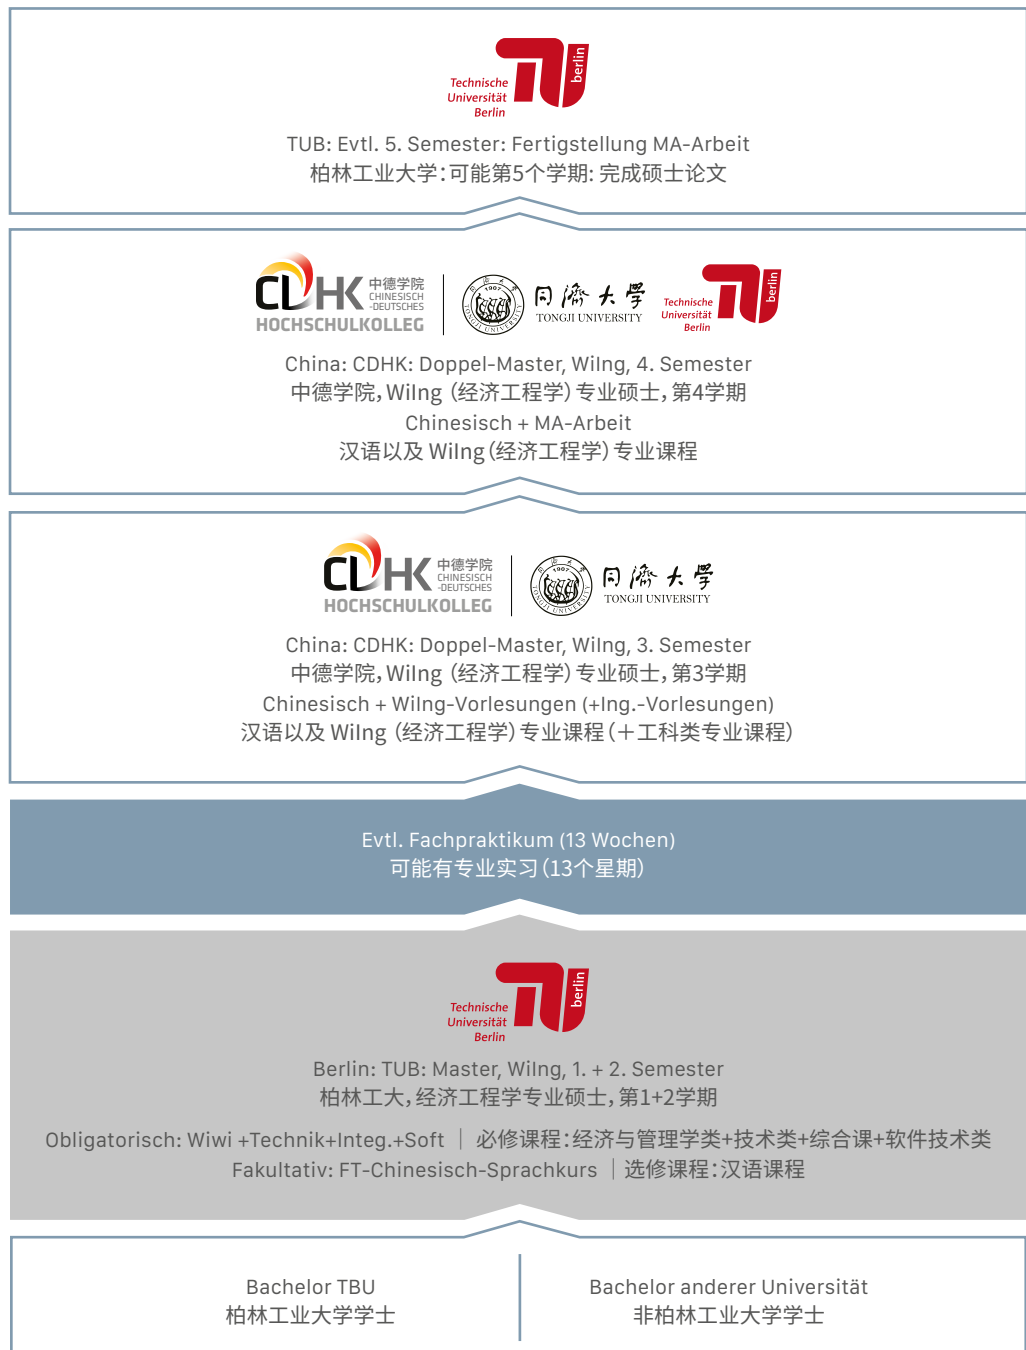 Technische
Universität
Berlin
berlin
TUB: Evtl. 5. Semester: Fertigstellung MA-Arbeit
柏林工业大学：可能第5个学期: 完成硕士论文
CDHK 中德学院
CHINESISCH
-DEUTSCHES
HOCHSCHULKOLLEG
1907
TONGJI UNIVERSITY
同濟大學
TONGJI UNIVERSITY
Technische
Universität
Berlin
berlin
China: CDHK: Doppel-Master, WiIng, 4. Semester
中德学院，WiIng （经济工程学）专业硕士，第4学期
Chinesisch + MA-Arbeit
汉语以及 WiIng（经济工程学）专业课程
CDHK 中德学院
CHINESISCH
-DEUTSCHES
HOCHSCHULKOLLEG
1907
TONGJI UNIVERSITY
同濟大學
TONGJI UNIVERSITY
China: CDHK: Doppel-Master, WiIng, 3. Semester
中德学院，WiIng （经济工程学）专业硕士，第3学期
Chinesisch + WiIng-Vorlesungen (+Ing.-Vorlesungen)
汉语以及 WiIng （经济工程学）专业课程（＋工科类专业课程）
Evtl. Fachpraktikum (13 Wochen)
可能有专业实习（13个星期）
Technische
Universität
Berlin
berlin
Berlin: TUB: Master, WiIng, 1. + 2. Semester
柏林工大，经济工程学专业硕士，第1+2学期
Obligatorisch: Wiwi +Technik+Integ.+Soft │ 必修课程：经济与管理学类+技术类+综合课+软件技术类
Fakultativ: FT-Chinesisch-Sprachkurs │选修课程：汉语课程
Bachelor TBU
柏林工业大学学士
Bachelor anderer Universität
非柏林工业大学学士